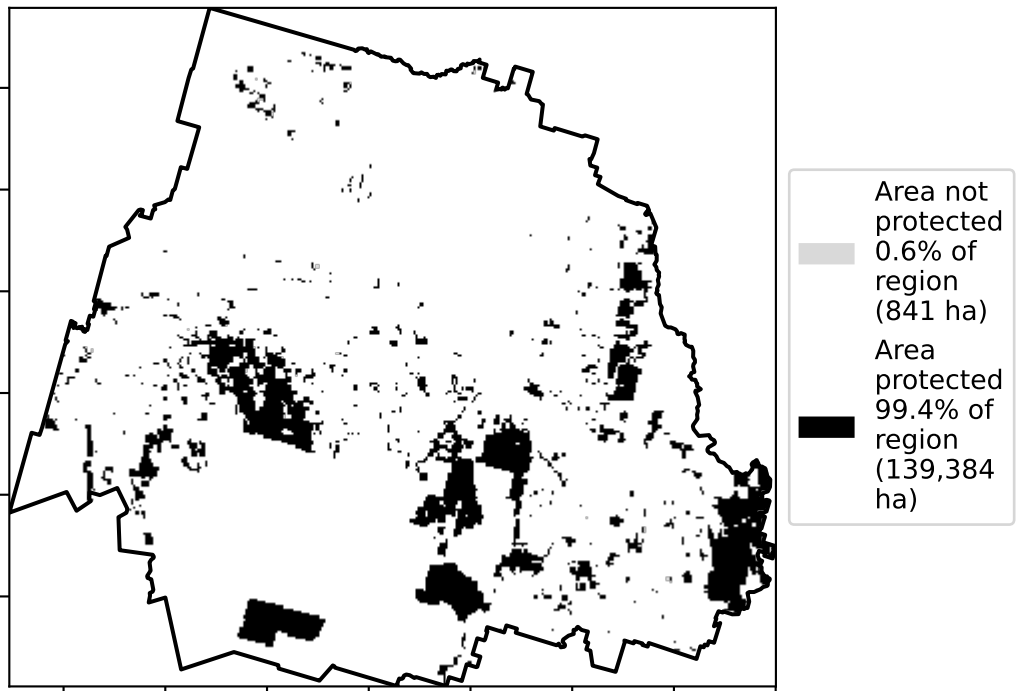 Area not
protected
0.6% of
region
(841 ha)
Area
protected
99.4% of
region
(139,384
ha)